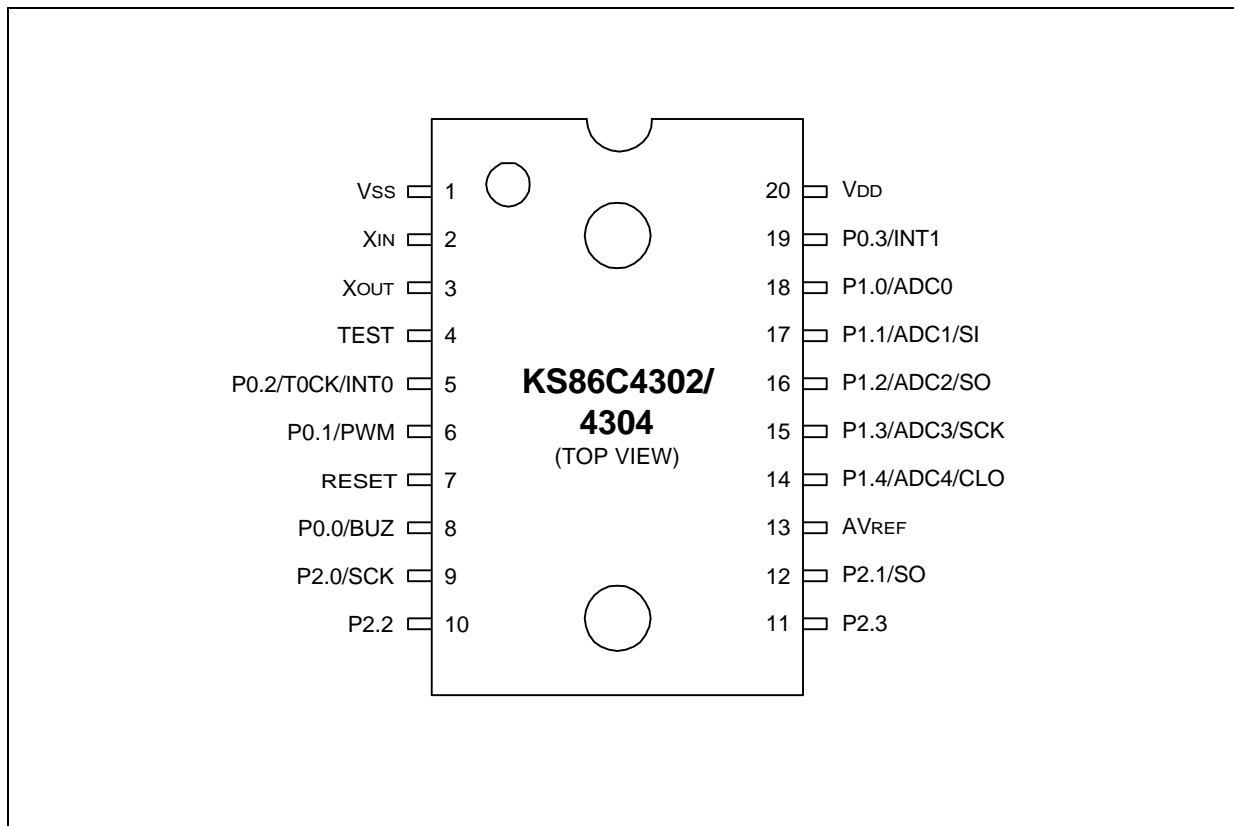 VSS 1
XIN 2
XOUT 3
TEST 4
P0.2/T0CK/INT0 5
P0.1/PWM 6
RESET 7
P0.0/BUZ 8
P2.0/SCK 9
P2.2 10
KS86C4302/
4304
(TOP VIEW)
20 VDD
19 P0.3/INT1
18 P1.0/ADC0
17 P1.1/ADC1/SI
16 P1.2/ADC2/SO
15 P1.3/ADC3/SCK
14 P1.4/ADC4/CLO
13 AVREF
12 P2.1/SO
11 P2.3